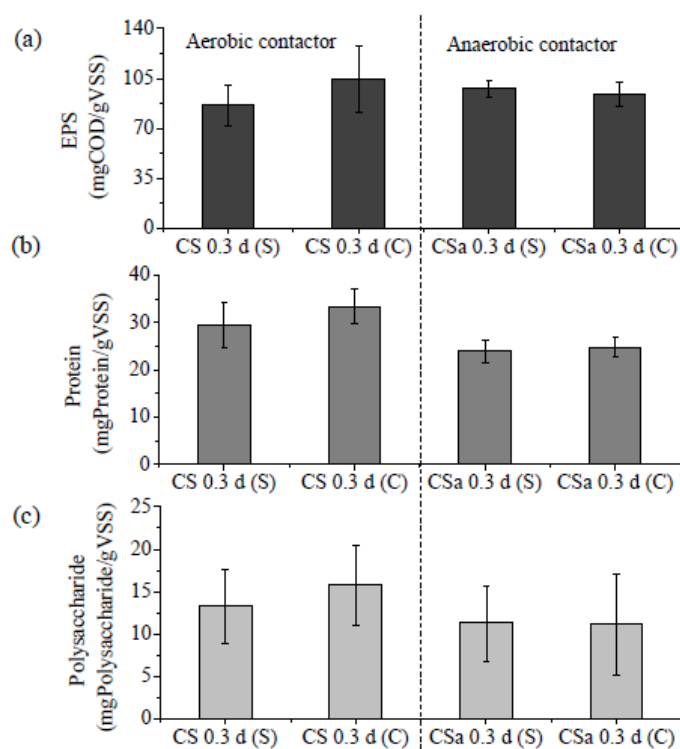 (a)
Aerobic contactor
Anaerobic contactor
EPS
(mgCOD/gVSS)
140
105
70
35
0
CS 0.3 d (S)
CS 0.3 d (C)
CSa 0.3 d (S)
CSa 0.3 d (C)
(b)
Protein
(mgProtein/gVSS)
40
30
20
10
0
CS 0.3 d (S)
CS 0.3 d (C)
CSa 0.3 d (S)
CSa 0.3 d (C)
(c)
Polysaccharide
(mgPolysaccharide/gVSS)
25
20
15
10
5
0
CS 0.3 d (S)
CS 0.3 d (C)
CSa 0.3 d (S)
CSa 0.3 d (C)